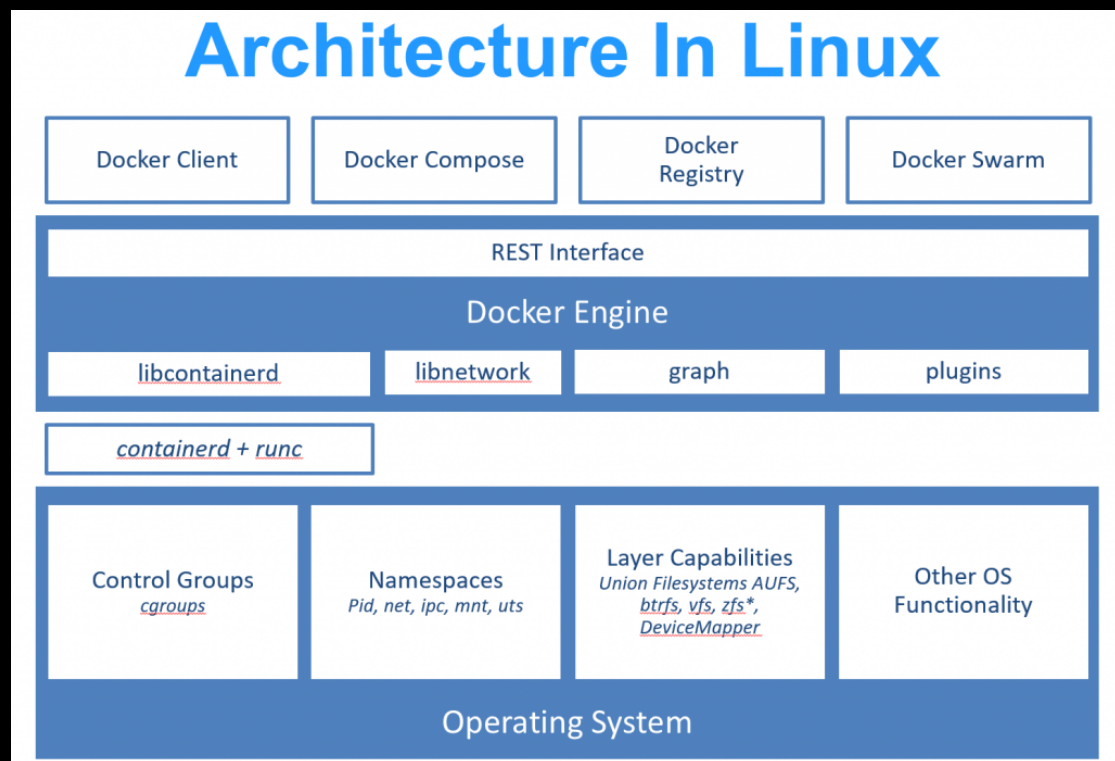 Architecture In Linux
Docker Client
Docker Compose
Docker
Registry
Docker Swarm
REST Interface
Docker Engine
libcontainerd
libnetwork
graph
plugins
containerd + runc
Control Groups
cgroups
Namespaces
Pid, net, ipc, mnt, uts
Layer Capabilities
Union Filesystems AUFS,
btrfs, vfs, zfs*,
DeviceMapper
Other OS
Functionality
Operating System